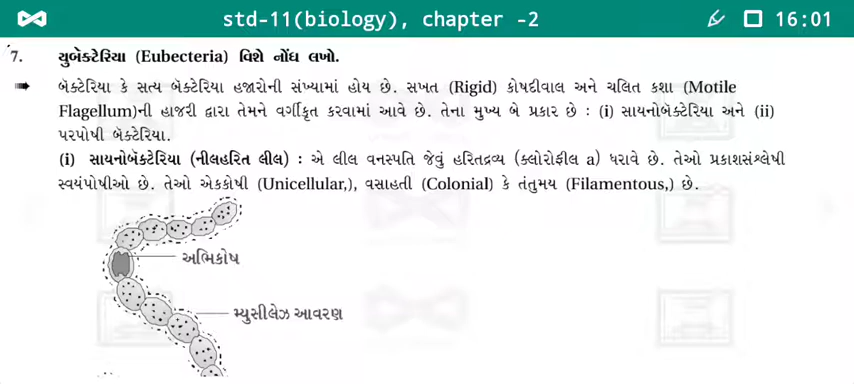 std-11(biology), chapter -2
16:01
7. યુબૅક્ટેરિયા (Eubecteria) વિશે નોંધ લખો.
બૅક્ટેરિયા કે સત્ય બૅક્ટેરિયા હજારોની સંખ્યામાં હોય છે. સખત (Rigid) કોષદીવાલ અને ચલિત કશા (Motile
Flagellum)ની હાજરી દ્વારા તેમને વર્ગીકૃત કરવામાં આવે છે. તેના મુખ્ય બે પ્રકાર છે : (i) સાયનોબૅક્ટેરિયા અને (ii)
પરપોષી બૅક્ટેરિયા.
(i) સાયનોબૅક્ટેરિયા (નીલહરિત લીલ) : એ લીલ વનસ્પતિ જેવું હરિતદ્રવ્ય (ક્લોરોફીલ a) ધરાવે છે. તેઓ પ્રકાશસંશ્લેષી
સ્વયંપોષીઓ છે. તેઓ એકકોષી (Unicellular,), વસાહતી (Colonial) કે તંતુમય (Filamentous,) છે.
અભિકોષ
મ્યુસીલેઝ આવરણ